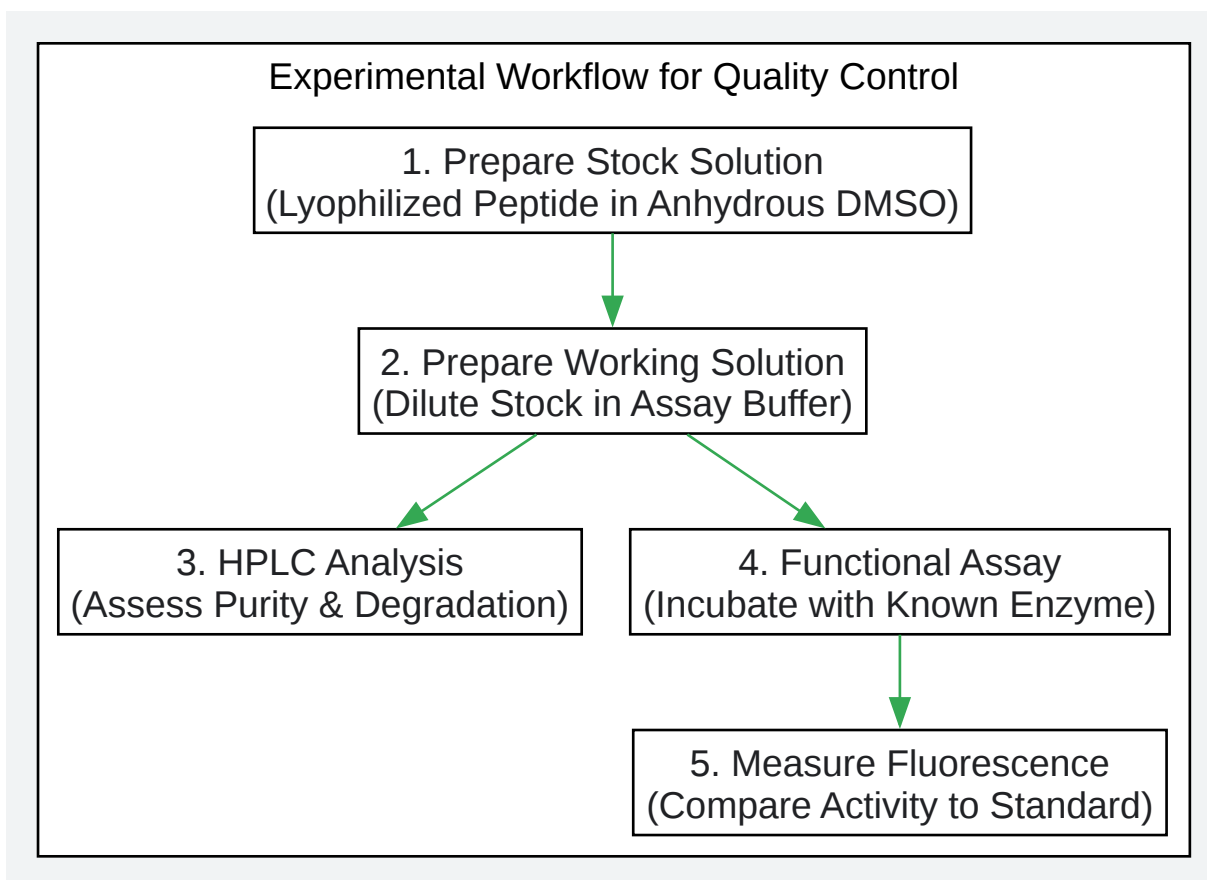 Experimental Workflow for Quality Control
1. Prepare Stock Solution
(Lyophilized Peptide in Anhydrous DMSO)
2. Prepare Working Solution
(Dilute Stock in Assay Buffer)
3. HPLC Analysis
(Assess Purity & Degradation)
4. Functional Assay
(Incubate with Known Enzyme)
5. Measure Fluorescence
(Compare Activity to Standard)